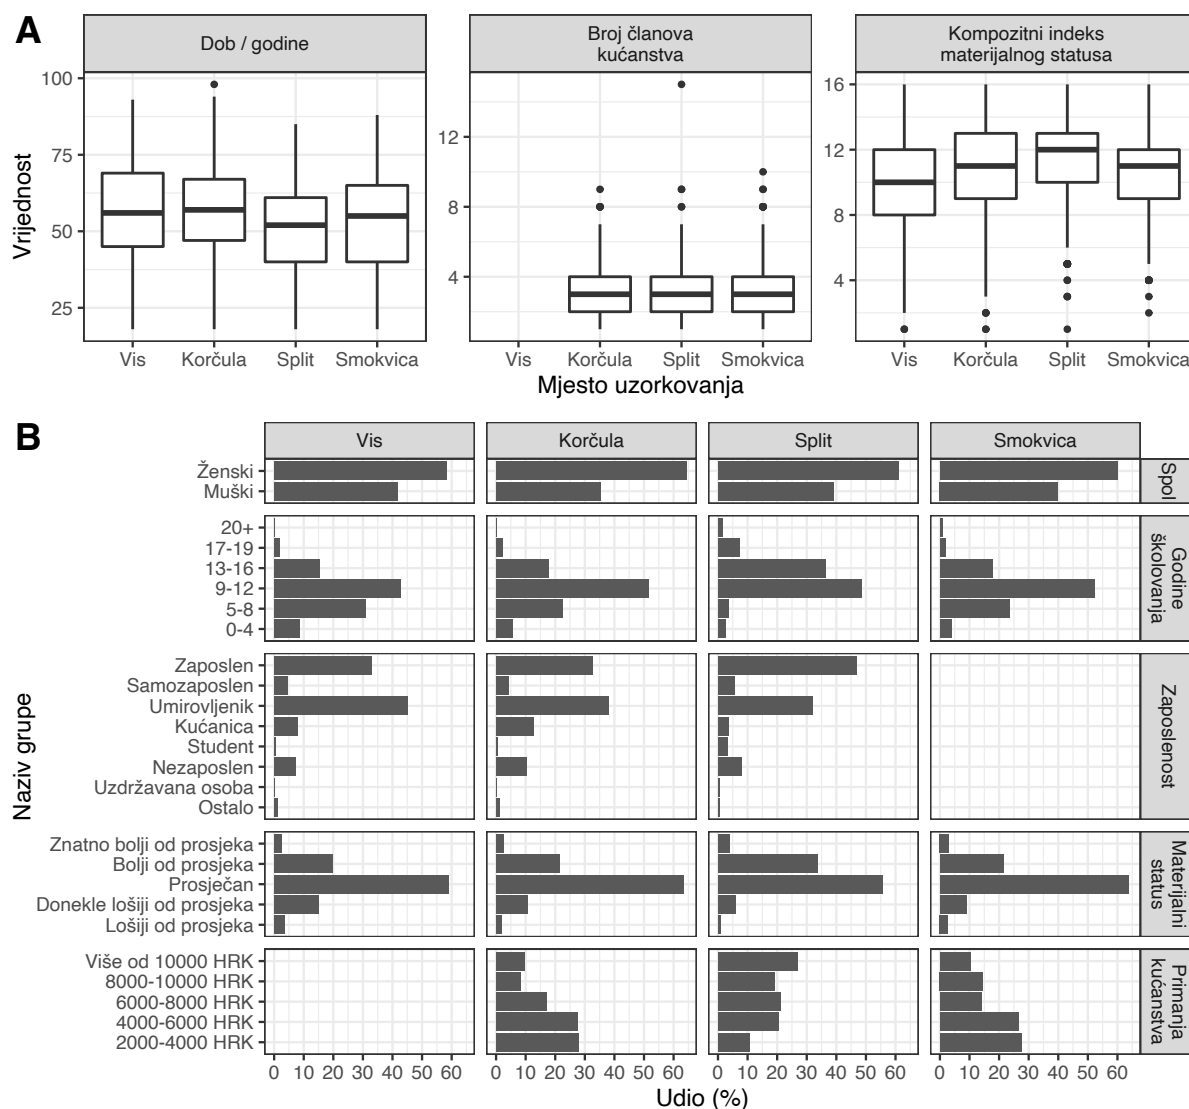 A
Dob / godine
Broj članova
kućanstva
Kompozitni indeks
materijalnog statusa
Vrijednost
100
75
50
25
12
8
4
16
12
8
4
Vis Korčula Split Smokvica
Vis Korčula Split Smokvica
Vis Korčula Split Smokvica
Mjesto uzorkovanja
B
Vis Korčula Split Smokvica
Naziv grupe
Ženski
Muški
Spol
20+
17-19
13-16
9-12
5-8
0-4
Godine
školovanja
Zaposlen
Samozaposlen
Umirovljenik
Kućanica
Student
Nezaposlen
Uzdržavana osoba
Ostalo
Zaposlenost
Znatno bolji od prosjeka
Bolji od prosjeka
Prosječan
Donekle lošiji od prosjeka
Lošiji od prosjeka
Materijalni
status
Više od 10000 HRK
8000-10000 HRK
6000-8000 HRK
4000-6000 HRK
2000-4000 HRK
Primanja
kućanstva
0 10 20 30 40 50 60
0 10 20 30 40 50 60
0 10 20 30 40 50 60
0 10 20 30 40 50 60
Udio (%)